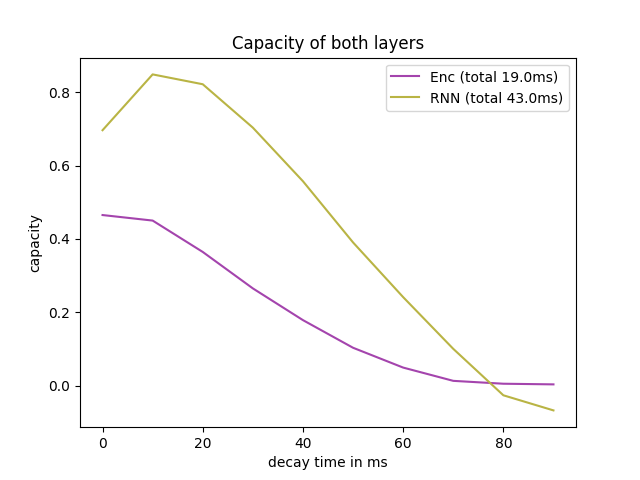 Capacity of both layers
Enc (total 19.0ms)
RNN (total 43.0ms)
capacity
0.8
0.6
0.4
0.2
0.0
0 20 40 60 80
decay time in ms